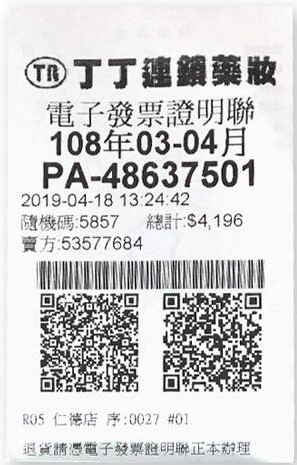 TR 丁丁連鎖藥妝
電子發票證明聯
108年03-04月
PA-48637501
2019-04-18 13:24:42
隨機碼:5857 總計:$4,196
賣方:53577684
R05 仁德店 序:0027 #01
退貨請憑電子發票證明聯正本辦理